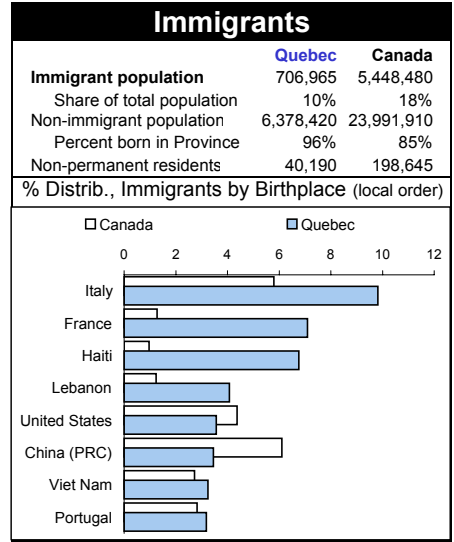 Immigrants
Quebec Canada
Immigrant population 706,965 5,448,480
Share of total population 10% 18%
Non-immigrant population 6,378,420 23,991,910
Percent born in Province 96% 85%
Non-permanent residents 40,190 198,645
% Distrib., Immigrants by Birthplace (local order)
Canada Quebec
0 2 4 6 8 10 12
Italy
France
Haiti
Lebanon
United States
China (PRC)
Viet Nam
Portugal